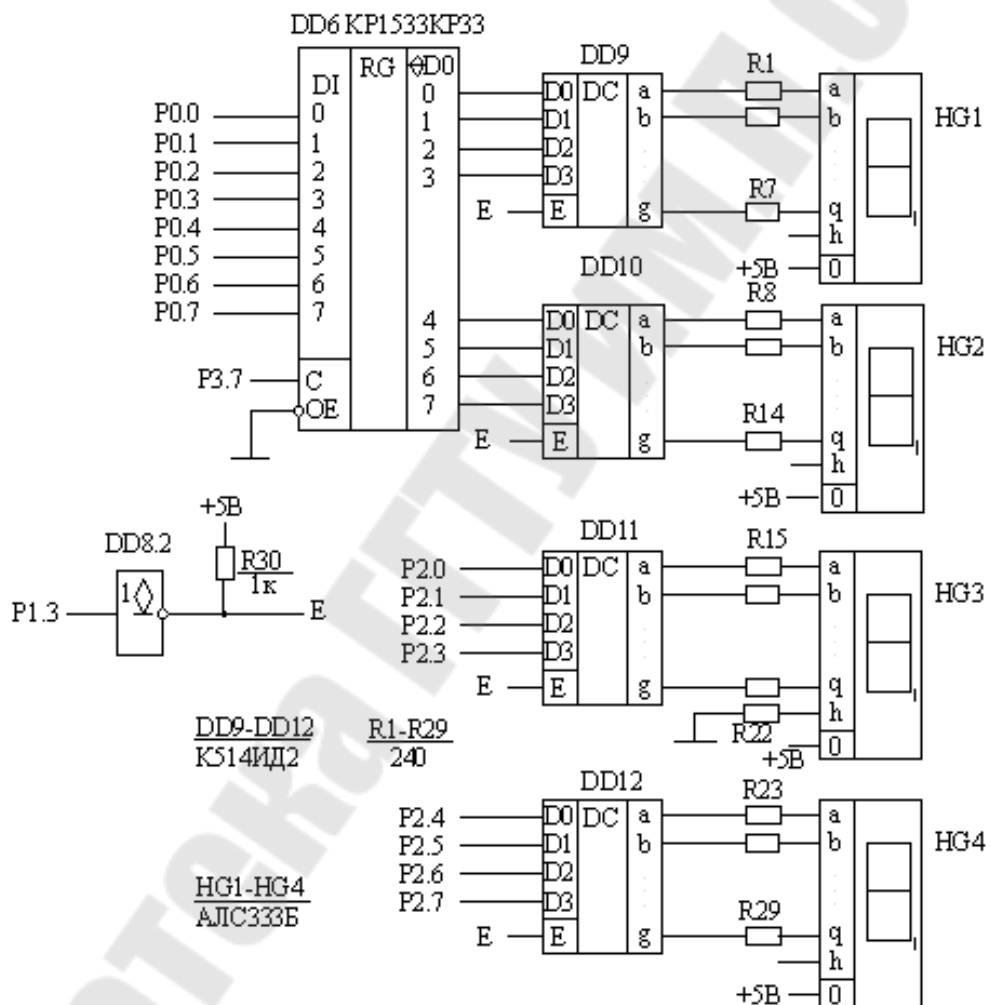 DD6 КР1533КР33
DI RG D0
P0.0 0 0
P0.1 1 1
P0.2 2 2
P0.3 3 3
P0.4 4
P0.5 5
P0.6 6
P0.7 7
4
5
6
7
P3.7 C
OE
DD9
D0 DC a
D1 b
D2
D3
E E g
R1
R7
a
b
q
h
+5В 0
HG1
DD10
D0 DC a
D1 b
D2
D3
E E g
R8
R14
a
b
q
h
+5В 0
HG2
+5В
DD8.2
R30
1к
P1.3 1 E
DD11
P2.0 D0 DC a
P2.1 D1 b
P2.2 D2
P2.3 D3
E E g
R15
R22
a
b
q
h
+5В 0
HG3
DD9-DD12
К514ИД2
R1-R29
240
DD12
P2.4 D0 DC a
P2.5 D1 b
P2.6 D2
P2.7 D3
E E g
R23
R29
a
b
q
h
+5В 0
HG4
HG1-HG4
АЛС333Б